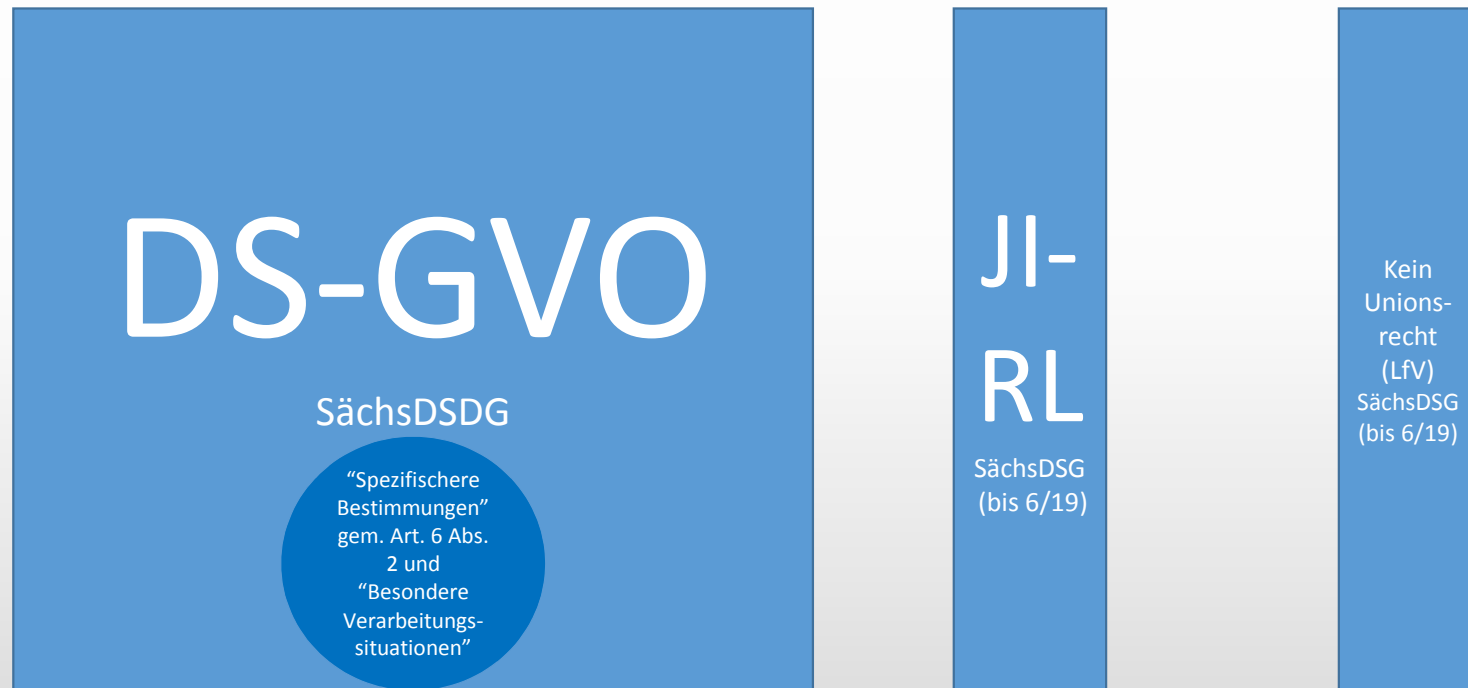 DS-GVO
SächsDSDG
“Spezifischere
Bestimmungen”
gem. Art. 6 Abs.
2 und
“Besondere
Verarbeitungs-
situationen”
JI-
RL
SächsDSG
(bis 6/19)
Kein
Unions-
recht
(LfV)
SächsDSG
(bis 6/19)